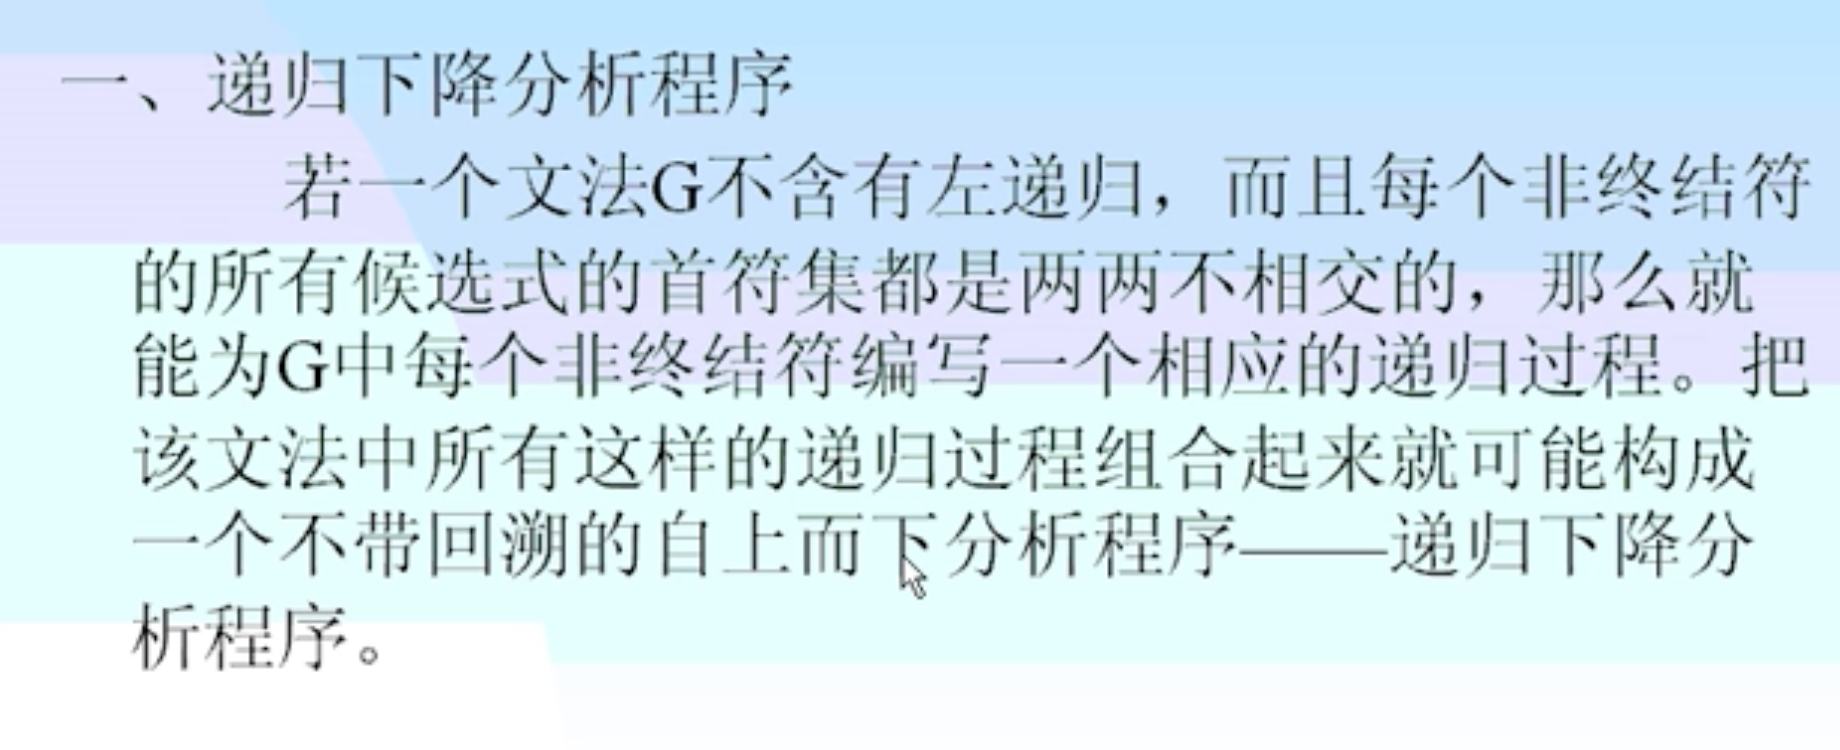 一、递归下降分析程序
若一个文法G不含有左递归，而且每个非终结符
的所有候选式的首符集都是两两不相交的，那么就
能为G中每个非终结符编写一个相应的递归过程。把
该文法中所有这样的递归过程组合起来就可能构成
一个不带回溯的自上而下分析程序——递归下降分
析程序。